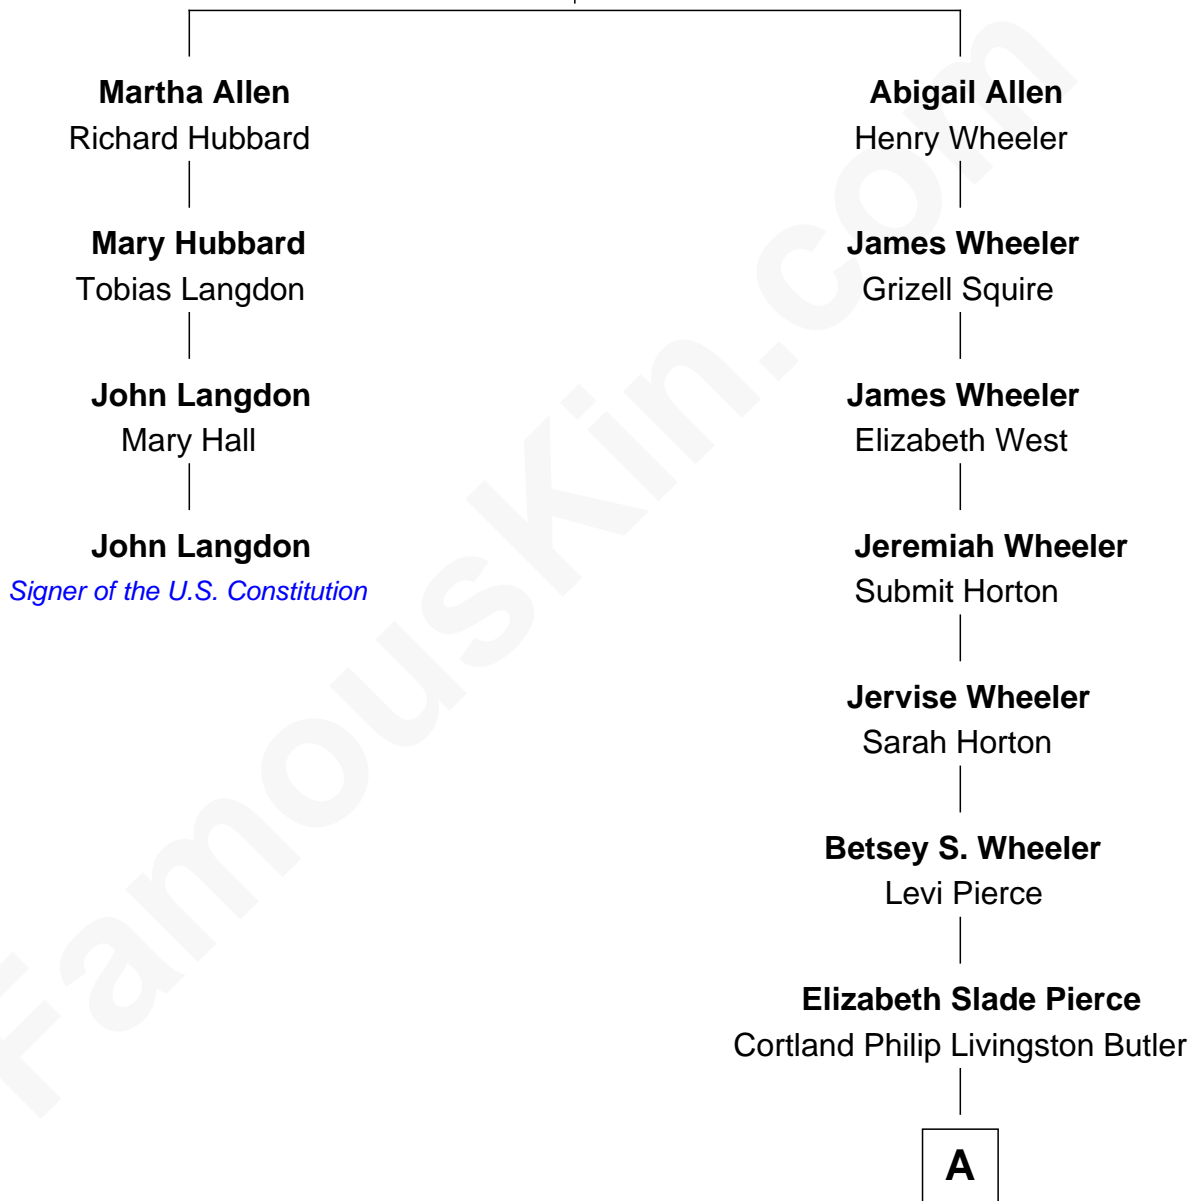 Martha Allen
Richard Hubbard
Mary Hubbard
Tobias Langdon
John Langdon
Mary Hall
John Langdon
Signer of the U.S. Constitution
Abigail Allen
Henry Wheeler
James Wheeler
Grizell Squire
James Wheeler
Elizabeth West
Jeremiah Wheeler
Submit Horton
Jervise Wheeler
Sarah Horton
Betsey S. Wheeler
Levi Pierce
Elizabeth Slade Pierce
Cortland Philip Livingston Butler
A
FamousKin.com